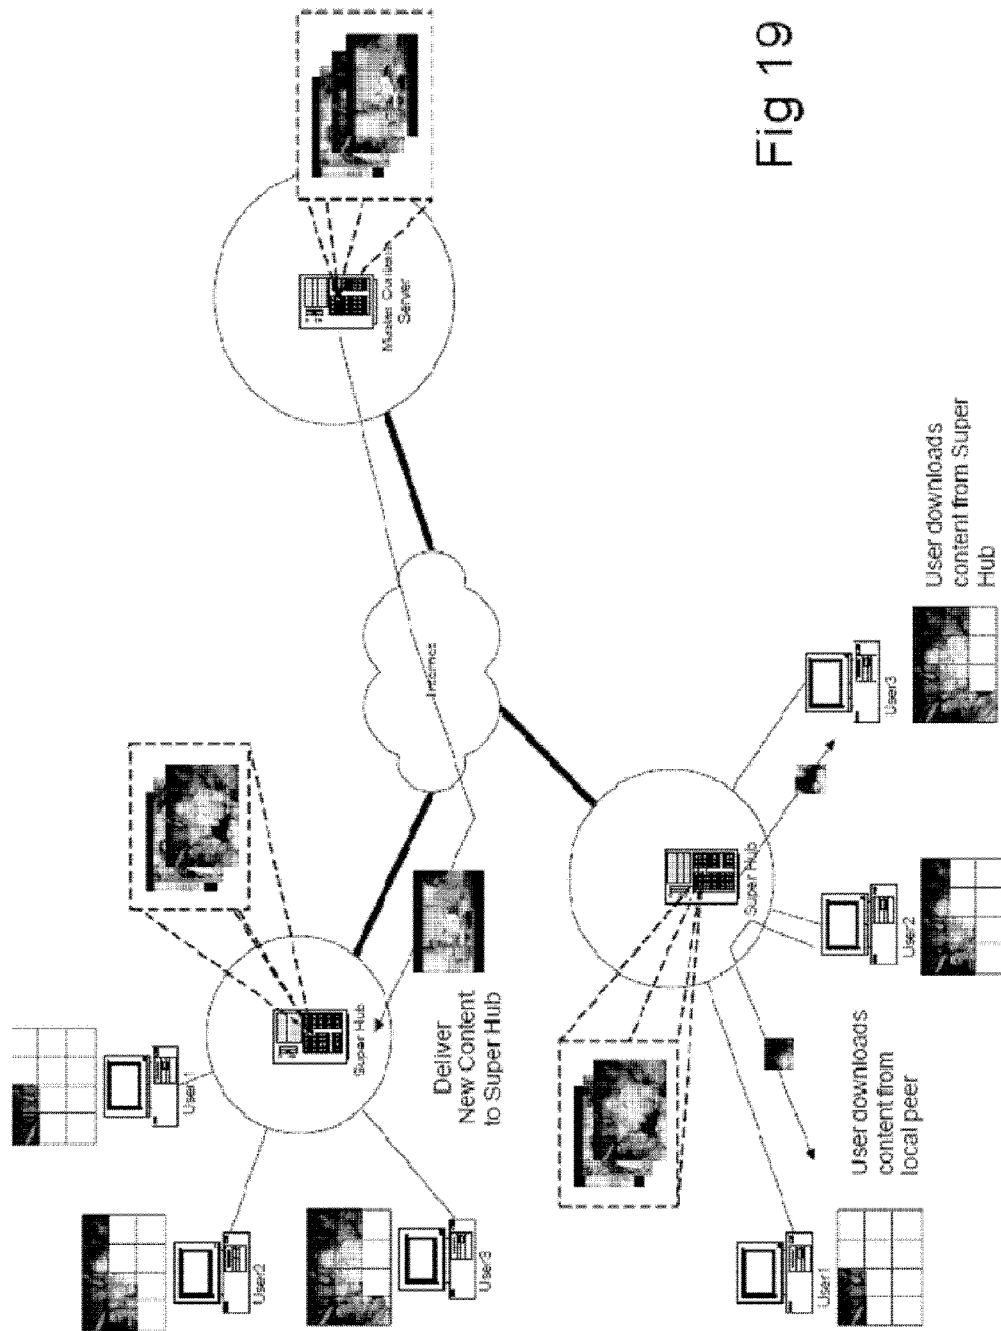 Master Content
Server
Internet
Super Hub
Deliver
New Content
to Super Hub
User1
User2
User3
Super Hub
User downloads
content from
local peer
User downloads
content from Super
Hub
User1
User2
User3
Fig 19